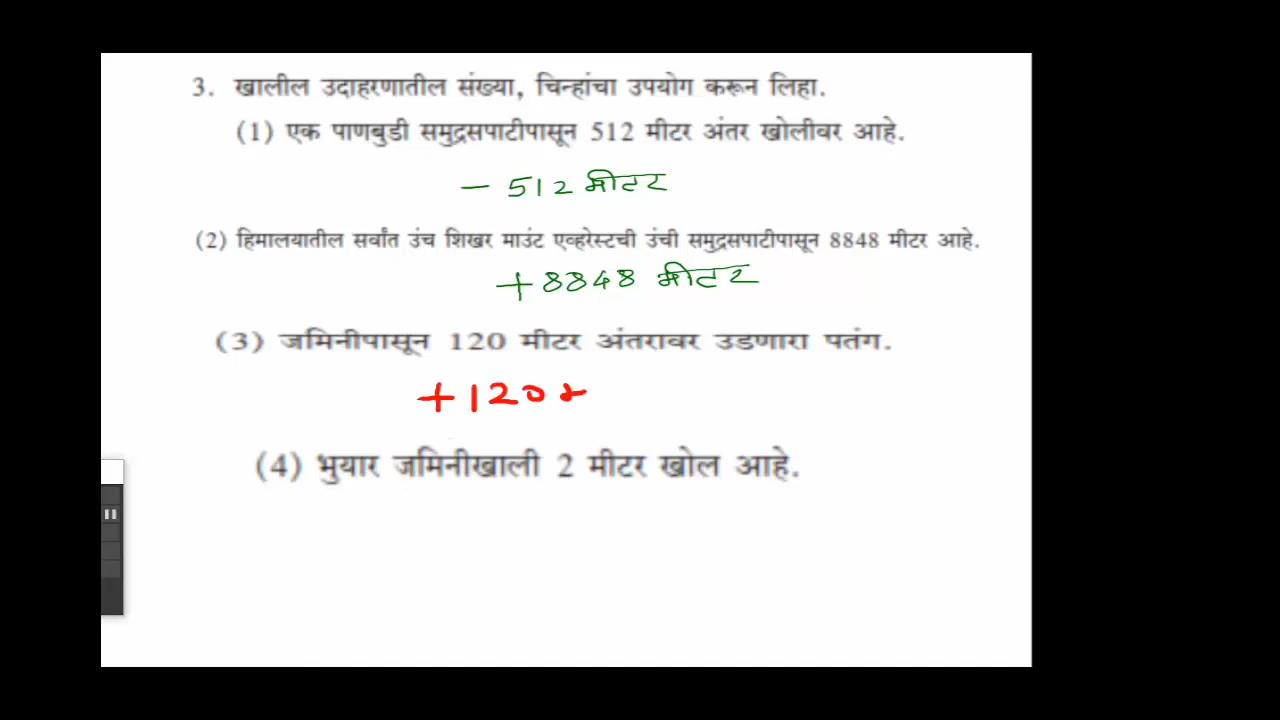 3. खालील उदाहरणातील संख्या, चिन्हांचा उपयोग करून लिहा.
(1) एक पाणबुडी समुद्रसपाटीपासून 512 मीटर अंतर खोलीवर आहे.
- 512 मीटर
(2) हिमालयातील सर्वांत उंच शिखर माउंट एव्हरेस्टची उंची समुद्रसपाटीपासून 8848 मीटर आहे.
+8848 मीटर
(3) जमिनीपासून 120 मीटर अंतरावर उडणारा पतंग.
+120
(4) भुयार जमिनीखाली 2 मीटर खोल आहे.